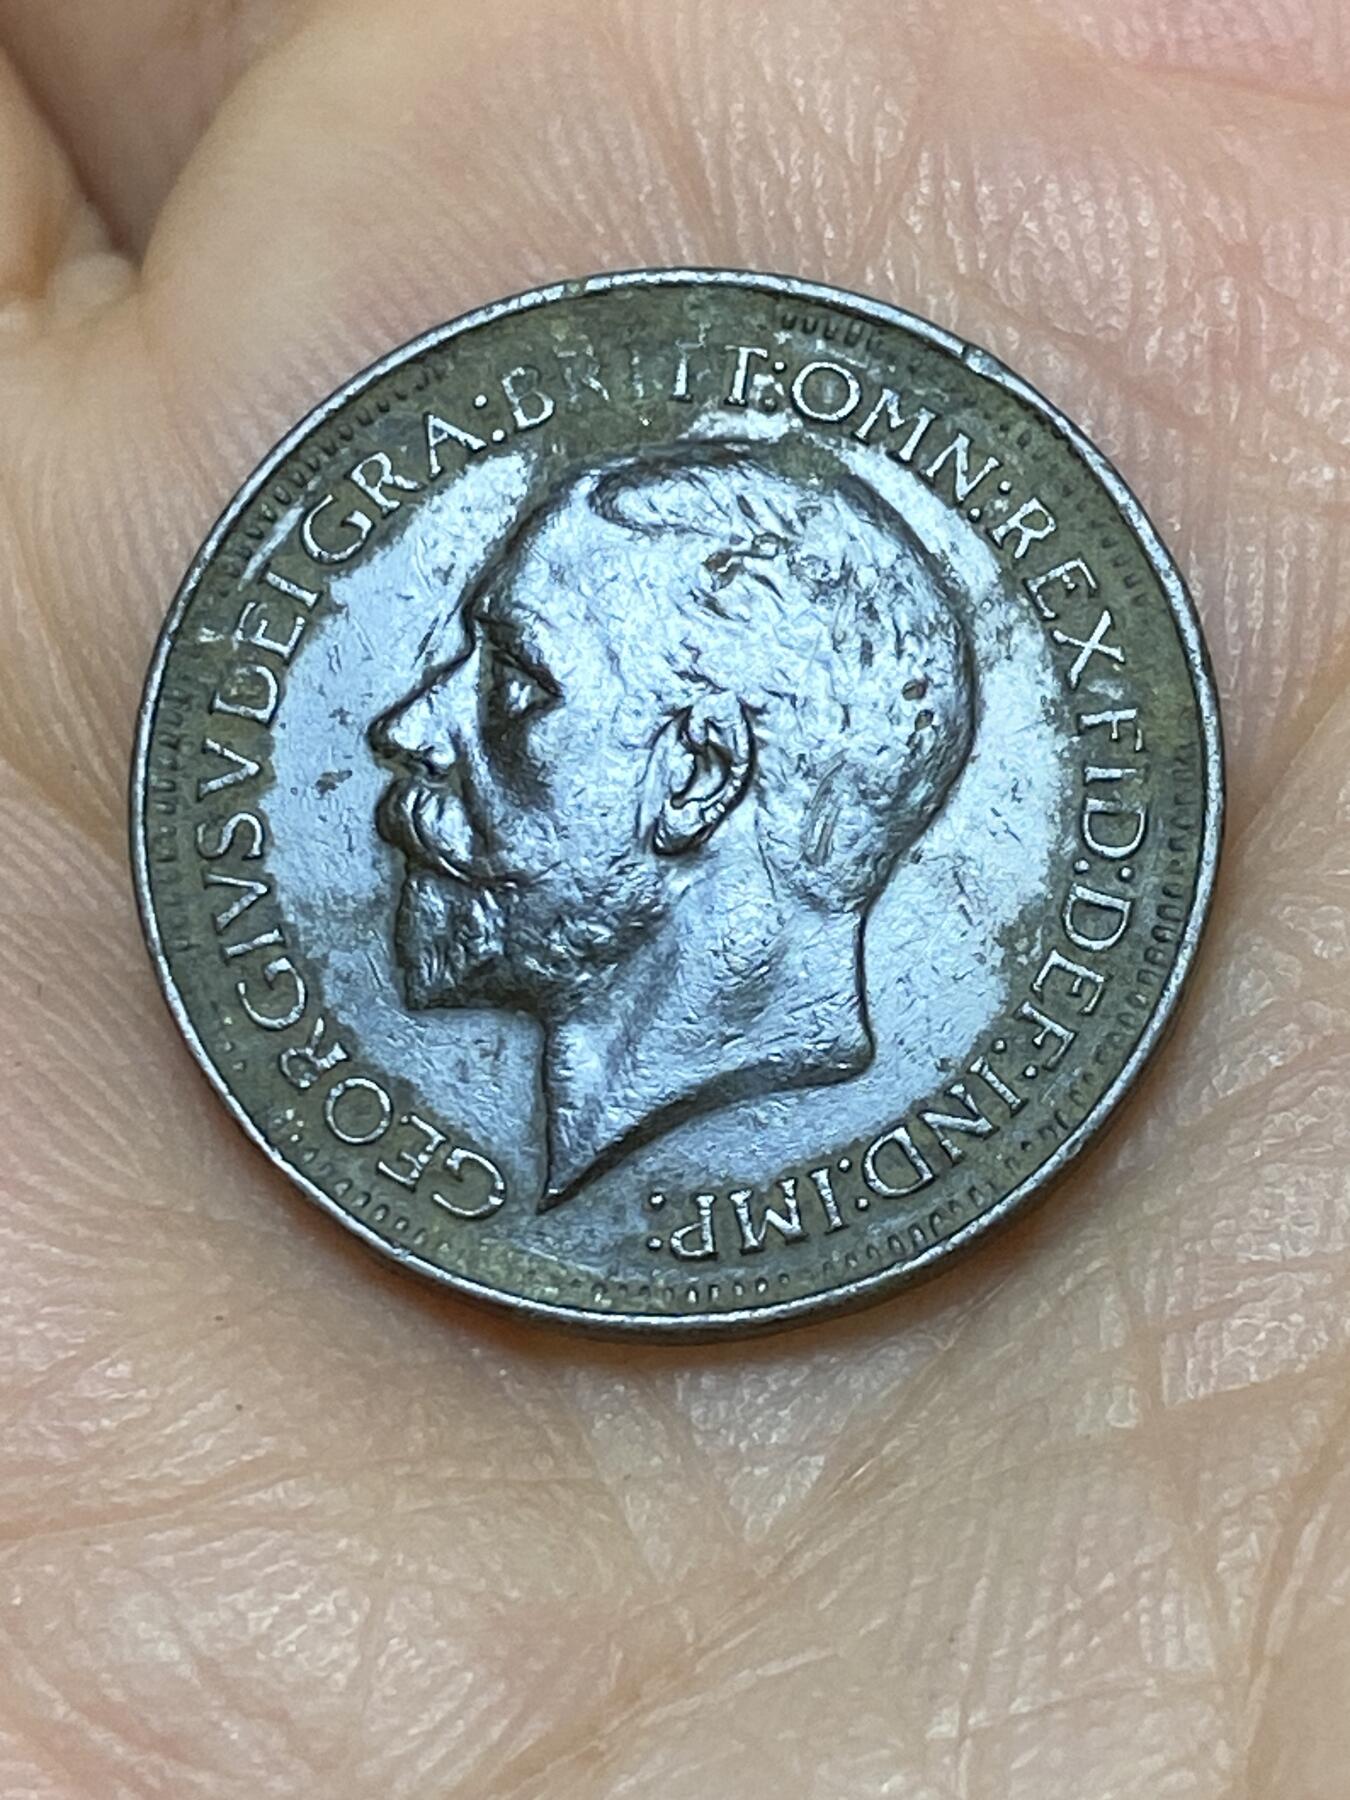 GEORGIVS V DEI GRA: BRITT: OMN: REX FID: DEF: IND: IMP: